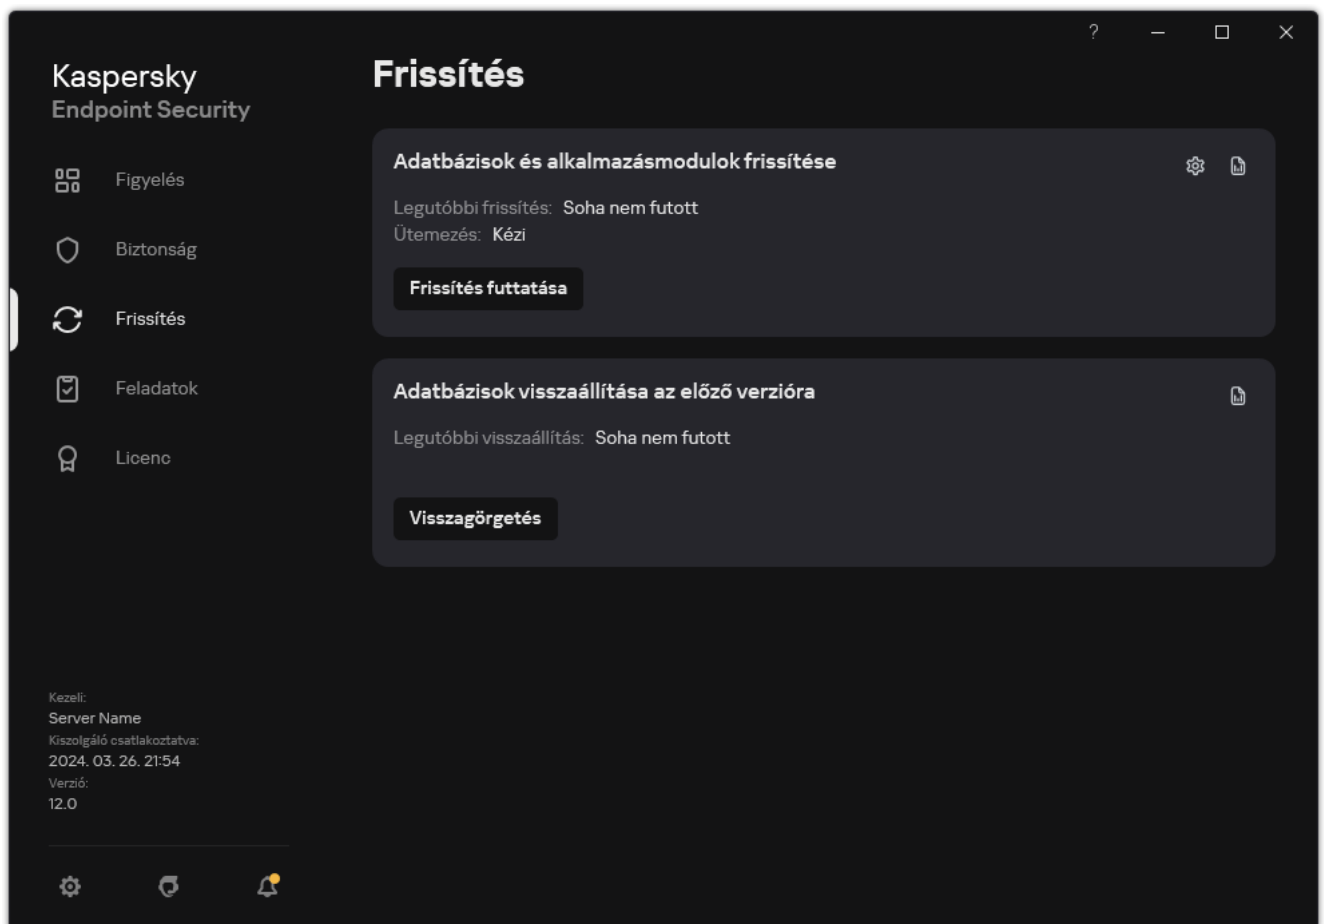 ?
Kaspersky
Endpoint Security
Figyelés
Biztonság
Frissítés
Feladatok
Licenc
Kezeli:
Server Name
Kiszolgáló csatlakoztatva:
2024. 03. 26. 21:54
Verzió:
12.0
Frissítés
Adatbázisok és alkalmazásmodulok frissítése
Legutóbbi frissítés: Soha nem futott
Ütemezés: Kézi
Frissítés futtatása
Adatbázisok visszaállítása az előző verzióra
Legutóbbi visszaállítás: Soha nem futott
Visszagörgetés